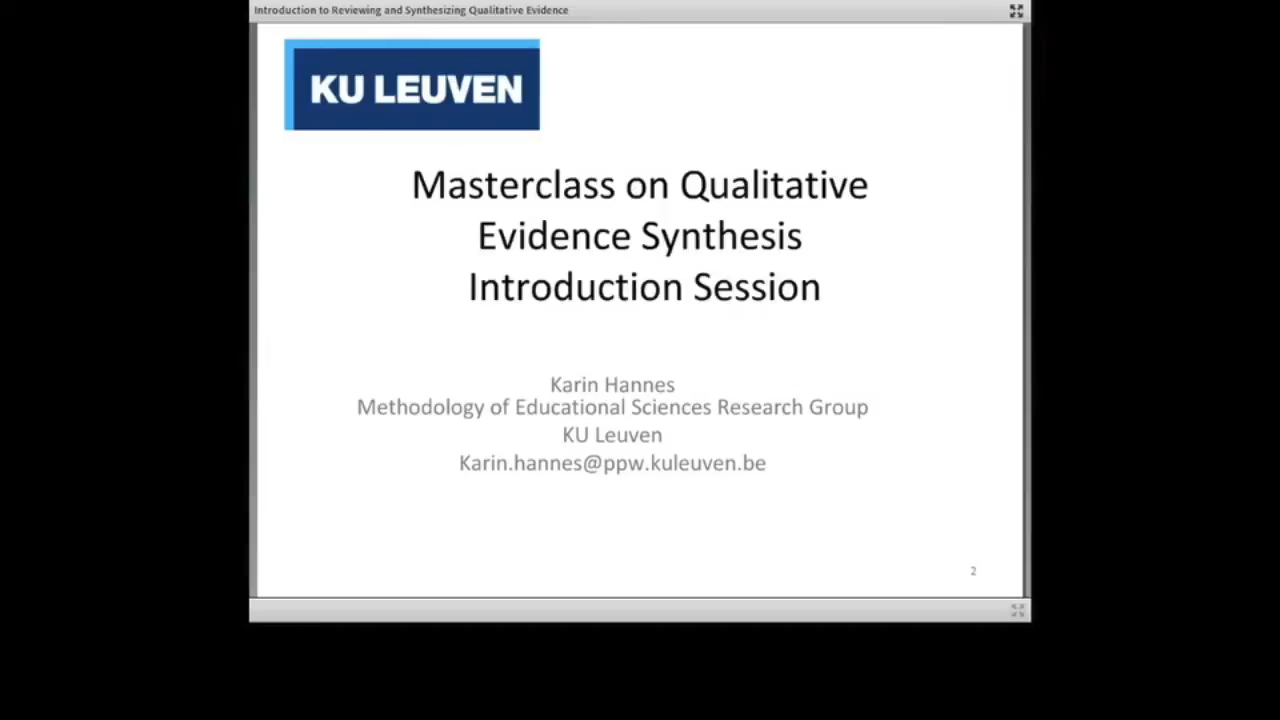 Introduction to Reviewing and Synthesizing Qualitative Evidence
KU LEUVEN
Masterclass on Qualitative
Evidence Synthesis
Introduction Session
Karin Hannes
Methodology of Educational Sciences Research Group
KU Leuven
Karin.hannes@ppw.kuleuven.be
2